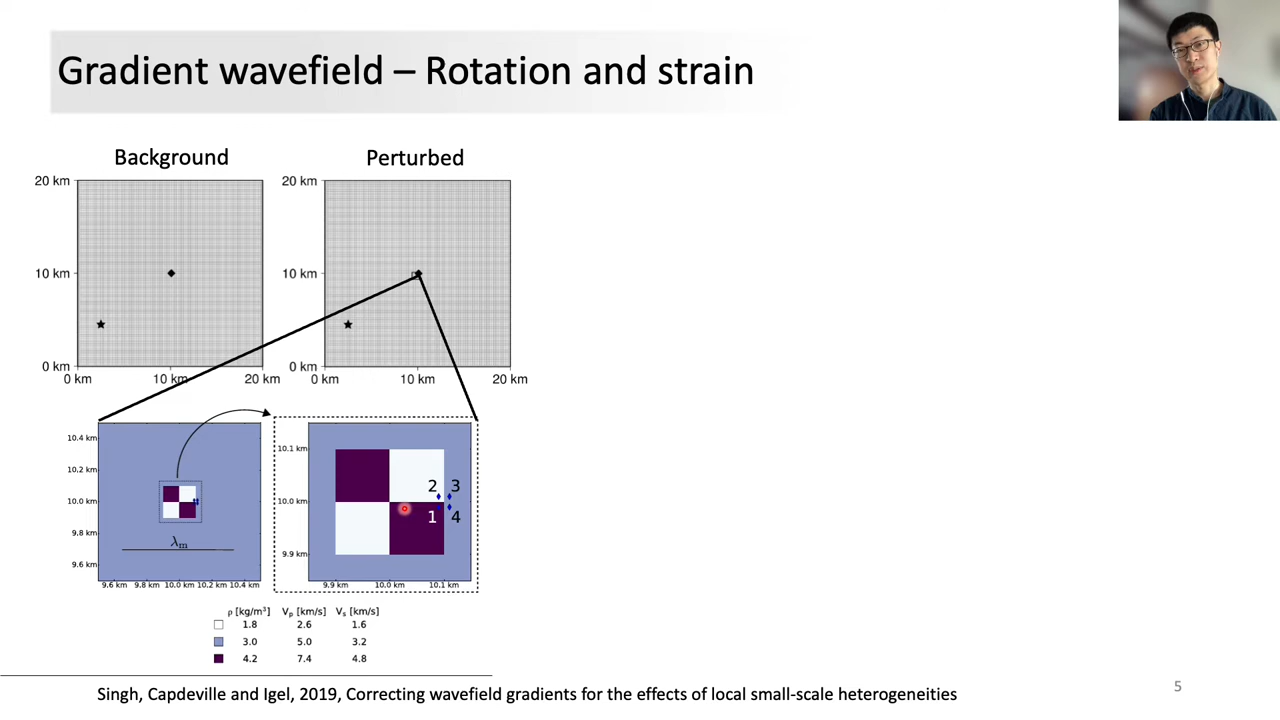 Gradient wavefield – Rotation and strain
Background
Perturbed
20 km
10 km
0 km
0 km
10 km
20 km
20 km
10 km
0 km
0 km
10 km
20 km
10.4 km
10.2 km
10.0 km
9.8 km
9.6 km
λm
9.6 km 9.8 km 10.0 km 10.2 km 10.4 km
10.1 km
10.0 km
9.9 km
2 3
1 4
9.9 km 10.0 km 10.1 km
ρ [kg/m³] Vp [km/s] Vs [km/s]
1.8 2.6 1.6
3.0 5.0 3.2
4.2 7.4 4.8
Singh, Capdeville and Igel, 2019, Correcting wavefield gradients for the effects of local small-scale heterogeneities
5